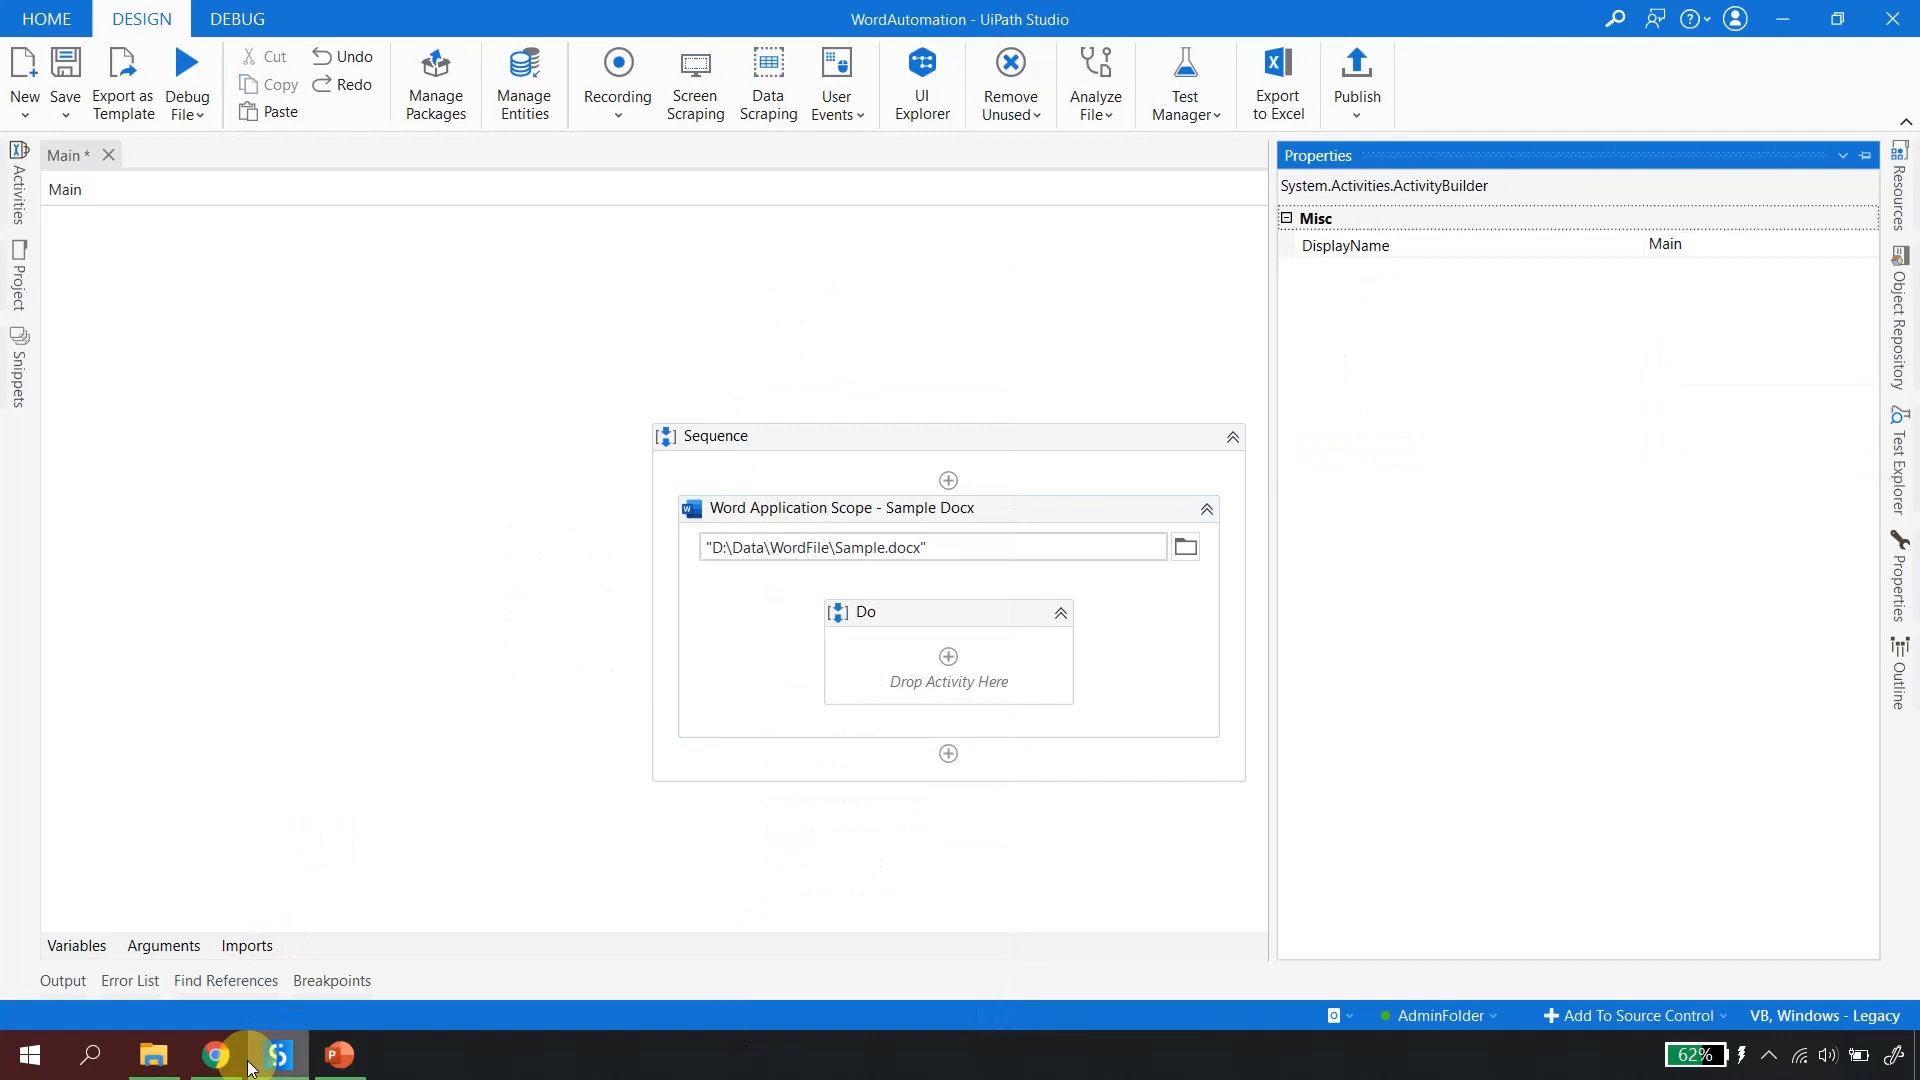 HOME DESIGN DEBUG WordAutomation - UiPath Studio
New Save Export as Template Debug File Cut Copy Paste Undo Redo Manage Packages Manage Entities Recording Screen Scraping Data Scraping User Events UI Explorer Remove Unused Analyze File Test Manager Export to Excel Publish
Main *
Main
Activities
Project
Snippets
Sequence
Word Application Scope - Sample Docx
"D:\Data\WordFile\Sample.docx"
Do
Drop Activity Here
Properties
System.Activities.ActivityBuilder
Misc
DisplayName Main
Resources
Object Repository
Test Explorer
Properties
Outline
Variables Arguments Imports
Output Error List Find References Breakpoints
AdminFolder Add To Source Control VB, Windows - Legacy
62%